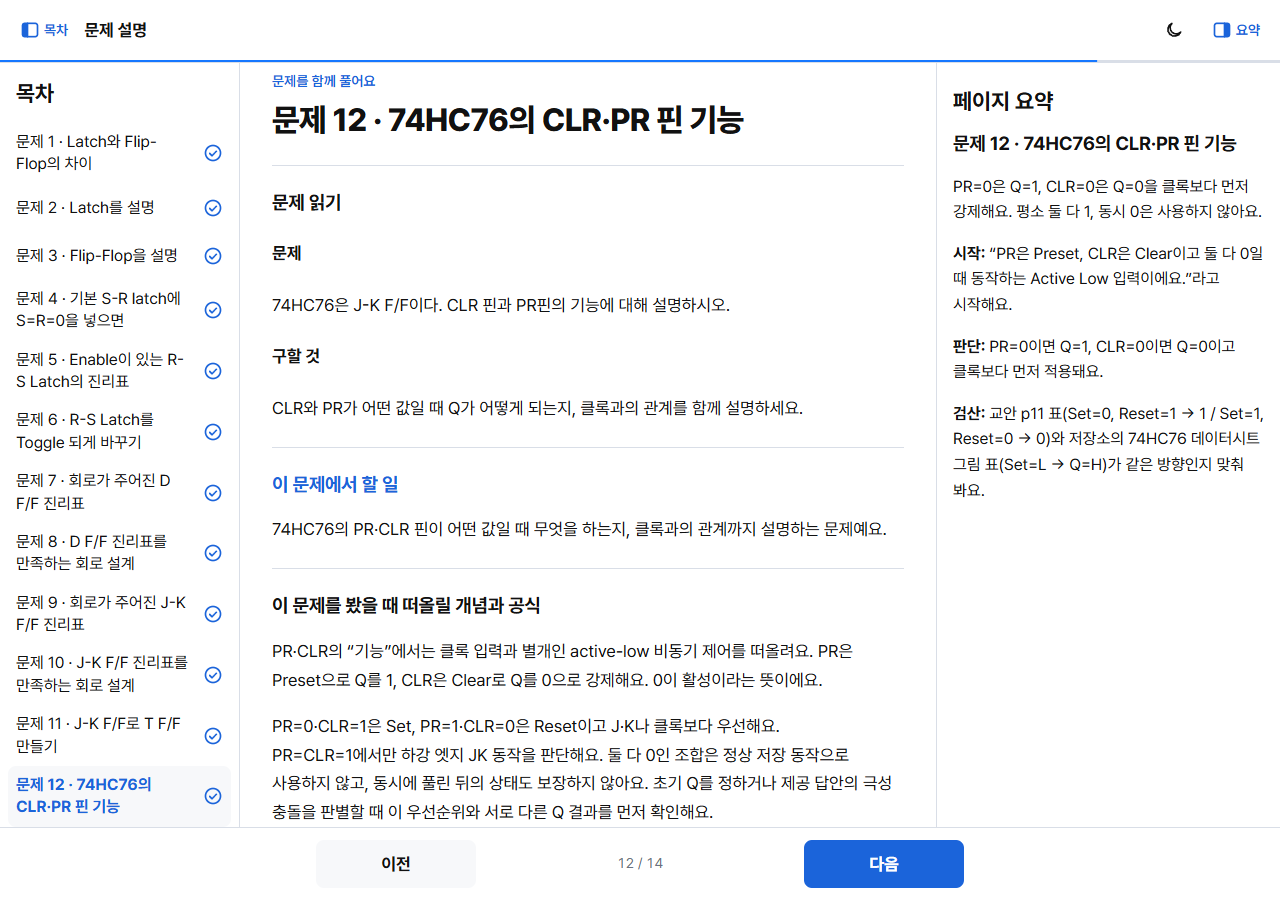 목차
문제 설명
요약
목차
문제 1 · Latch와 Flip-
Flop의 차이
문제 2 · Latch를 설명
문제 3 · Flip-Flop을 설명
문제 4 · 기본 S-R latch에
S=R=0을 넣으면
문제 5 · Enable이 있는 R-
S Latch의 진리표
문제 6 · R-S Latch를
Toggle 되게 바꾸기
문제 7 · 회로가 주어진 D
F/F 진리표
문제 8 · D F/F 진리표를
만족하는 회로 설계
문제 9 · 회로가 주어진 J-K
F/F 진리표
문제 10 · J-K F/F 진리표를
만족하는 회로 설계
문제 11 · J-K F/F로 T F/F
만들기
문제 12 · 74HC76의
CLR·PR 핀 기능
문제를 함께 풀어요
문제 12 · 74HC76의 CLR·PR 핀 기능
문제 읽기
문제
74HC76은 J-K F/F이다. CLR 핀과 PR핀의 기능에 대해 설명하시오.
구할 것
CLR와 PR가 어떤 값일 때 Q가 어떻게 되는지, 클록과의 관계를 함께 설명하세요.
이 문제에서 할 일
74HC76의 PR·CLR 핀이 어떤 값일 때 무엇을 하는지, 클록과의 관계까지 설명하는 문제예요.
이 문제를 봤을 때 떠올릴 개념과 공식
PR·CLR의 “기능”에서는 클록 입력과 별개인 active-low 비동기 제어를 떠올려요. PR은
Preset으로 Q를 1, CLR은 Clear로 Q를 0으로 강제해요. 0이 활성이라는 뜻이에요.
PR=0·CLR=1은 Set, PR=1·CLR=0은 Reset이고 J·K나 클록보다 우선해요.
PR=CLR=1에서만 하강 엣지 JK 동작을 판단해요. 둘 다 0인 조합은 정상 저장 동작으로
사용하지 않고, 동시에 풀린 뒤의 상태도 보장하지 않아요. 초기 Q를 정하거나 제공 답안의 극성
충돌을 판별할 때 이 우선순위와 서로 다른 Q 결과를 먼저 확인해요.
페이지 요약
문제 12 · 74HC76의 CLR·PR 핀 기능
PR=0은 Q=1, CLR=0은 Q=0을 클록보다 먼저
강제해요. 평소 둘 다 1, 동시 0은 사용하지 않아요.
시작: “PR은 Preset, CLR은 Clear이고 둘 다 0일
때 동작하는 Active Low 입력이에요.”라고
시작해요.
판단: PR=0이면 Q=1, CLR=0이면 Q=0이고
클록보다 먼저 적용돼요.
검산: 교안 p11 표(Set=0, Reset=1 → 1 / Set=1,
Reset=0 → 0)와 저장소의 74HC76 데이터시트
그림 표(Set=L → Q=H)가 같은 방향인지 맞춰
봐요.
이전
12 / 14
다음